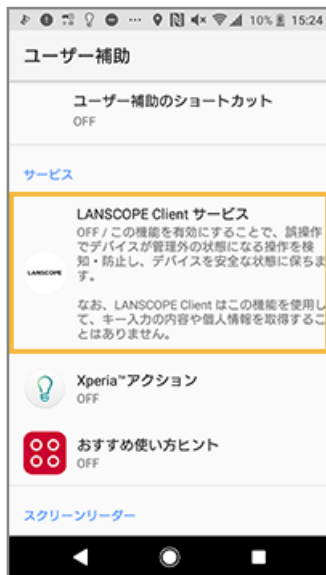 10% 15:24
ユーザー補助
ユーザー補助のショートカット
OFF
サービス
LANSCOPE Client サービス
OFF / この機能を有効にすることで、誤操作
でデバイスが管理外の状態になる操作を検
知・防止し、デバイスを安全な状態に保ちま
す。
なお、LANSCOPE Client はこの機能を使用し
て、キー入力の内容や個人情報を取得するこ
とはありません。
LANSCOPE
Xperia™アクション
OFF
おすすめ使い方ヒント
OFF
スクリーンリーダー